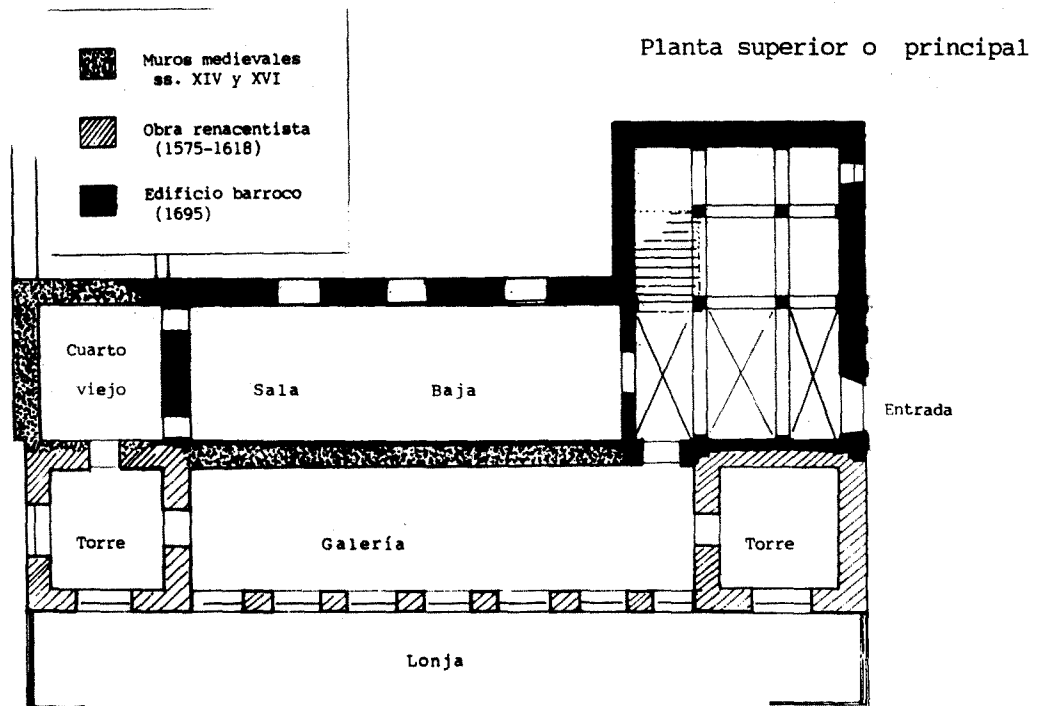 Planta superior o principal
Muros medievales
ss. XIV y XVI
Obra renacentista
(1575-1618)
Edificio barroco
(1695)
Cuarto
viejo
Sala Baja
Entrada
Torre
Galería
Torre
Lonja